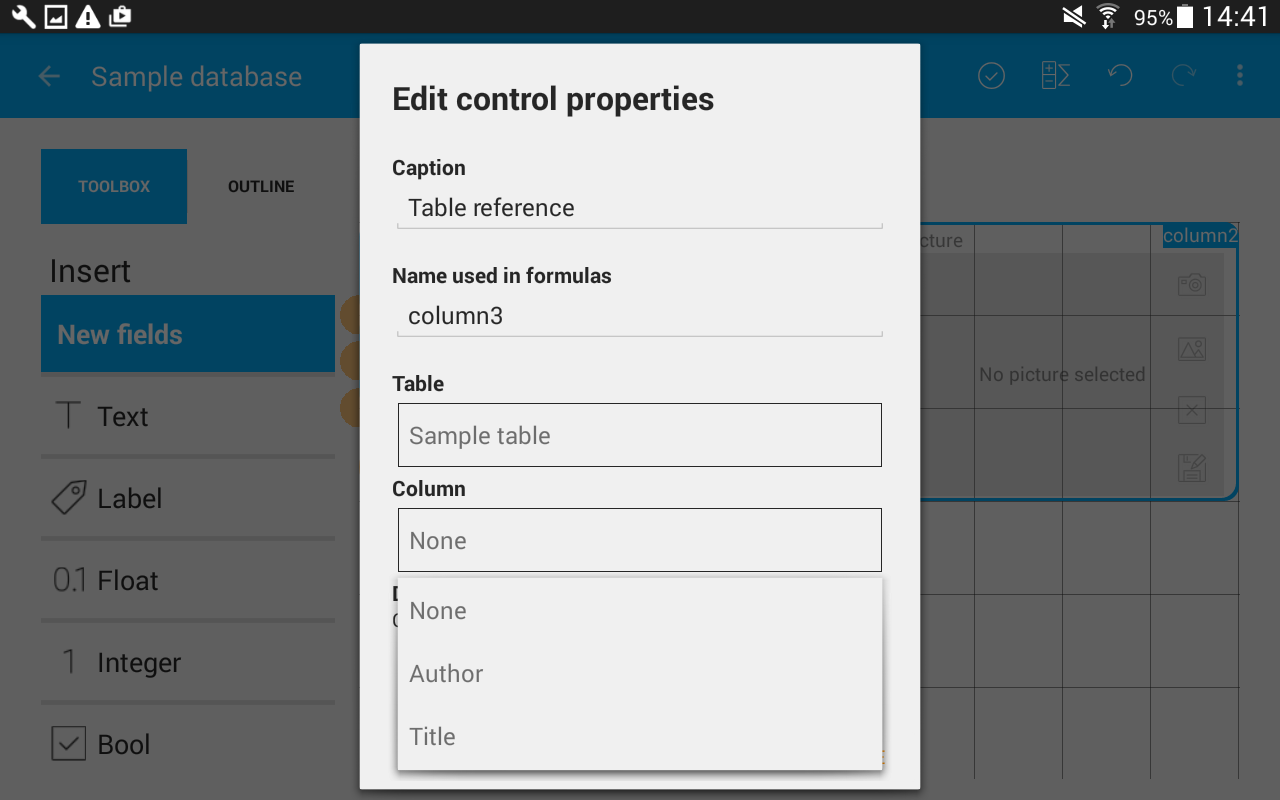 95% 14:41
Sample database
Edit control properties
Caption
Table reference
Name used in formulas
column3
Table
Sample table
Column
None
None
Author
Title
TOOLBOX OUTLINE
Insert
New fields
Text
Label
0.1 Float
1 Integer
Bool
cture column2
No picture selected